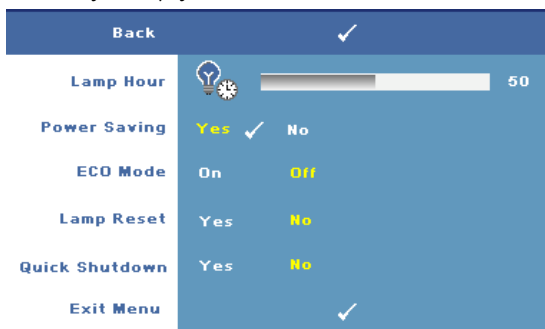 Back
Lamp Hour 50
Power Saving Yes No
ECO Mode On Off
Lamp Reset Yes No
Quick Shutdown Yes No
Exit Menu